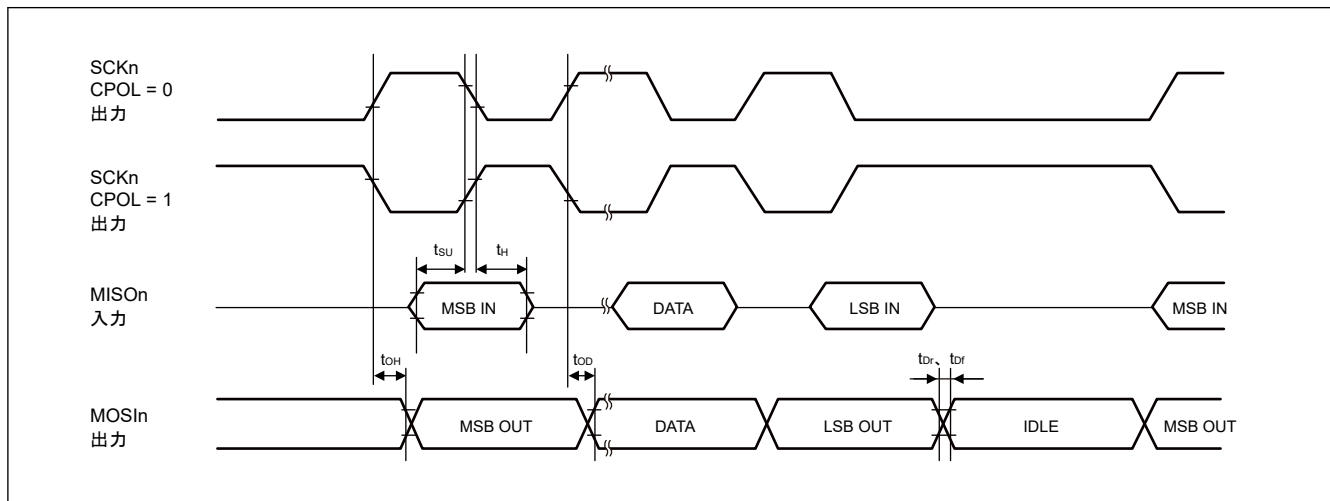 SCKn
CPOL = 0
出力
SCKn
CPOL = 1
出力
tSU
tH
MISOn
入力
MSB IN
DATA
LSB IN
MSB IN
tOH
tOD
tDr、tDf
MOSIn
出力
MSB OUT
DATA
LSB OUT
IDLE
MSB OUT